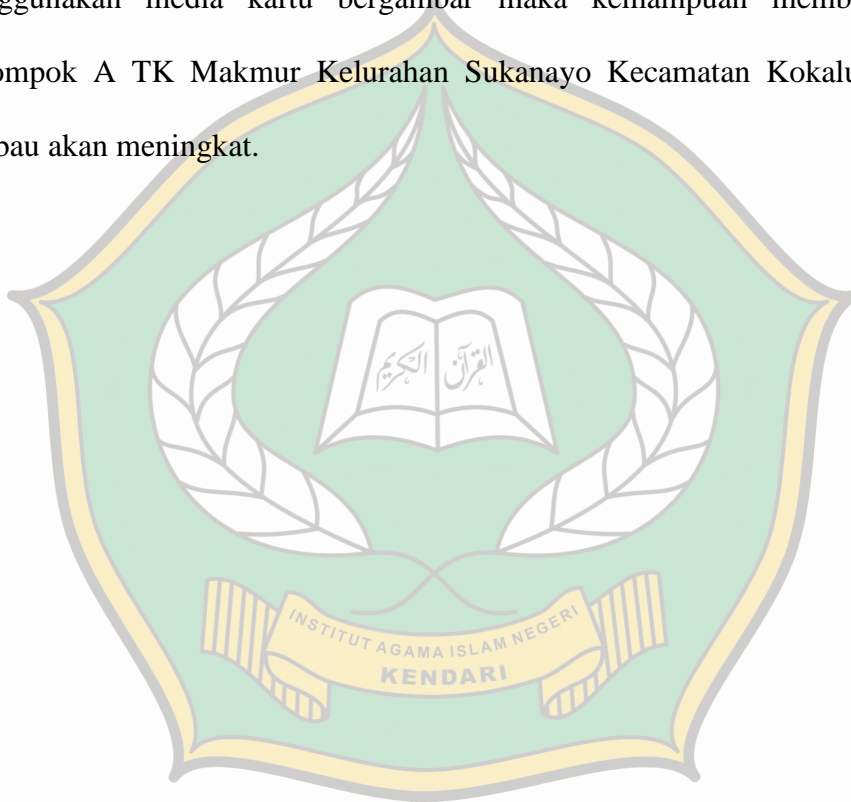 menggunakan media kartu bergambar maka kemampuan memb
ompok A TK Makmur Kelurahan Sukanayo Kecamatan Kokalu
bau akan meningkat.
القرآن الكريم
INSTITUT AGAMA ISLAM NEGERI
KENDARI